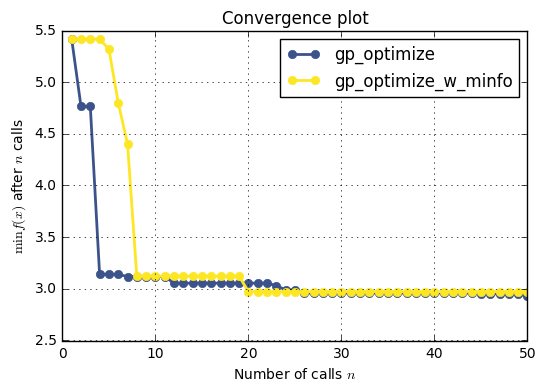 Convergence plot
gp_optimize
gp_optimize_w_minfo
min f(x) after n calls
5.5
5.0
4.5
4.0
3.5
3.0
2.5
0 10 20 30 40 50
Number of calls n